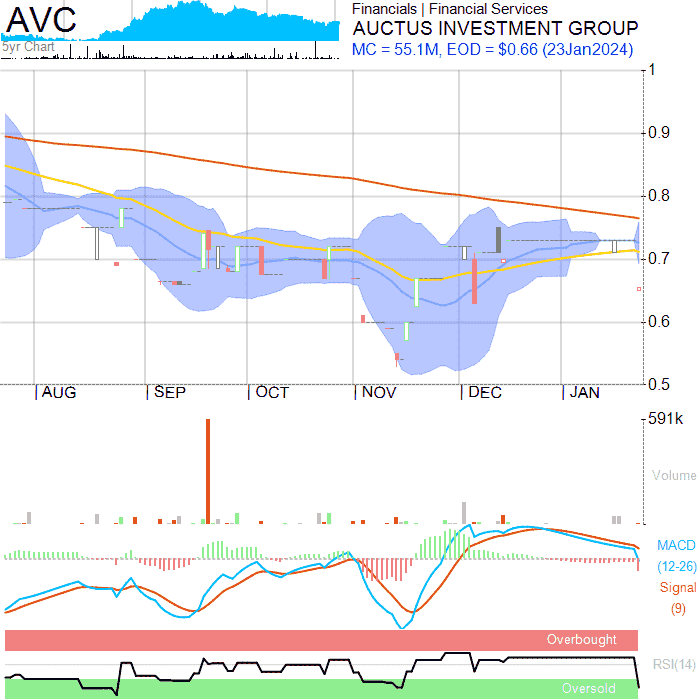 AVC
5yr Chart
Financials | Financial Services
AUCTUS INVESTMENT GROUP
MC = 55.1M, EOD = $0.66 (23Jan2024)
1
0.9
0.8
0.7
0.6
0.5
| AUG | SEP | OCT | NOV | DEC | JAN
591k
Volume
MACD
(12-26)
Signal
(9)
Overbought
RSI(14)
Oversold